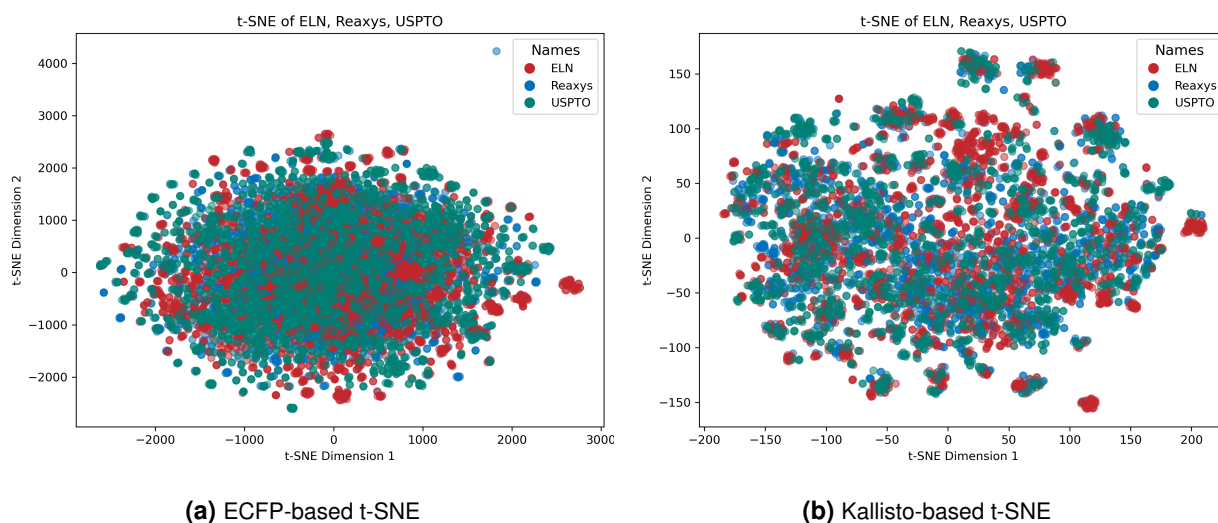 t-SNE of ELN, Reaxys, USPTO
Names
ELN
Reaxys
USPTO
4000
3000
2000
1000
0
−1000
−2000
t-SNE Dimension 2
−2000
−1000
0
1000
2000
3000
t-SNE Dimension 1
(a) ECFP-based t-SNE
t-SNE of ELN, Reaxys, USPTO
Names
ELN
Reaxys
USPTO
150
100
50
0
−50
−100
−150
t-SNE Dimension 2
−200
−150
−100
−50
0
50
100
150
200
t-SNE Dimension 1
(b) Kallisto-based t-SNE